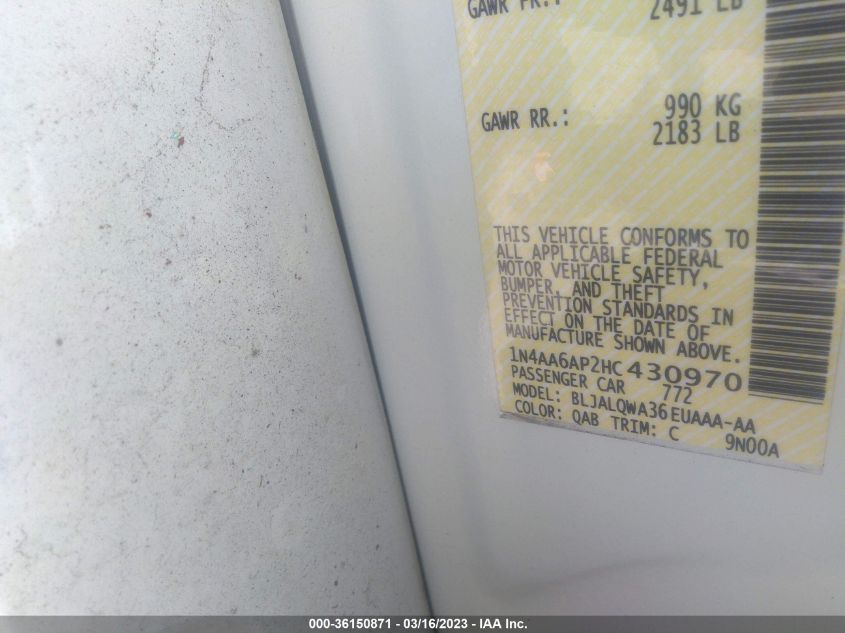 GAWR FR.: 2491 LB
GAWR RR.: 990 KG
2183 LB
THIS VEHICLE CONFORMS TO
ALL APPLICABLE FEDERAL
MOTOR VEHICLE SAFETY,
BUMPER, AND THEFT
PREVENTION STANDARDS IN
EFFECT ON THE DATE OF
MANUFACTURE SHOWN ABOVE.
1N4AA6AP2HC430970
PASSENGER CAR 772
MODEL: BLJALQWA36EUAAA-AA
COLOR: QAB TRIM: C 9N00A
000-36150871 - 03/16/2023 - IAA Inc.